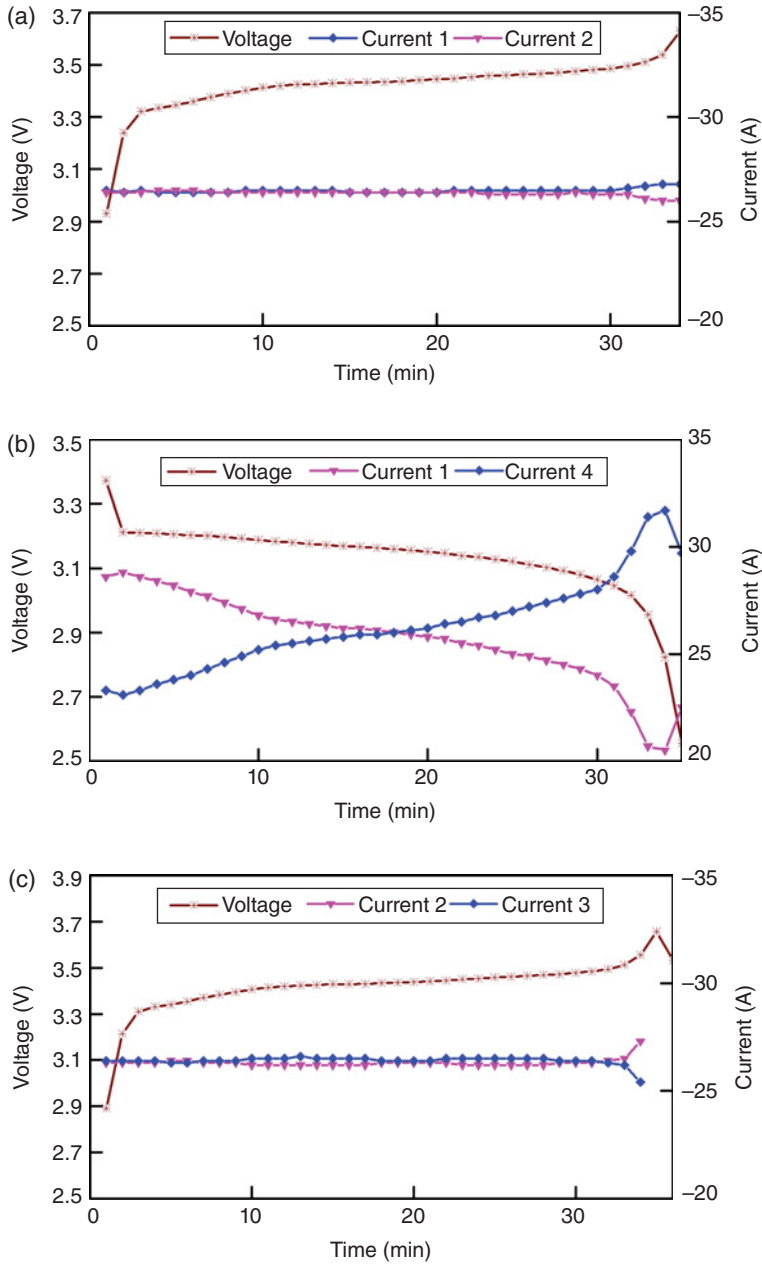 (a)
3.7
3.5
3.3
3.1
2.9
2.7
2.5
Voltage (V)
Voltage Current 1 Current 2
–35
–30
–25
–20
Current (A)
0 10 20 30
Time (min)
(b)
3.5
3.3
3.1
2.9
2.7
2.5
Voltage (V)
Voltage Current 1 Current 4
35
30
25
20
Current (A)
0 10 20 30
Time (min)
(c)
3.9
3.7
3.5
3.3
3.1
2.9
2.7
2.5
Voltage (V)
Voltage Current 2 Current 3
–35
–30
–25
–20
Current (A)
0 10 20 30
Time (min)